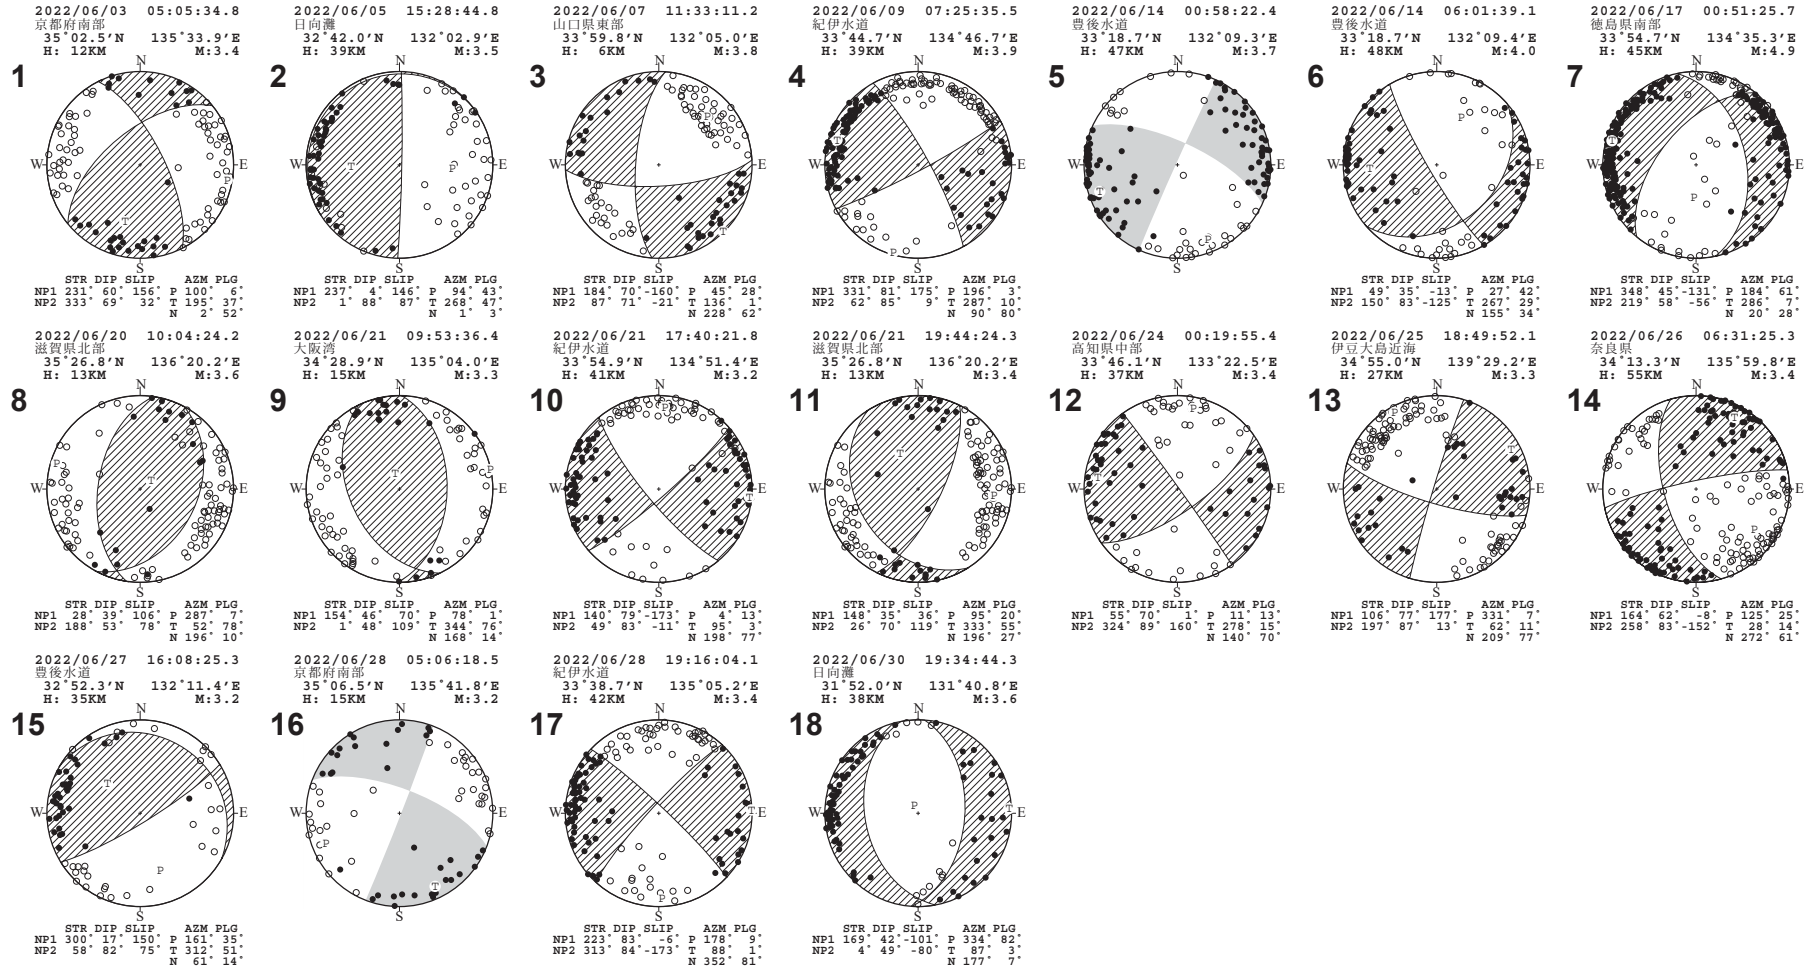 1
2022/06/03 05:05:34.8
京都府南部
35°02.5'N 135°33.9'E
H: 12KM M:3.4
N
W E
P
T
S
STR DIP SLIP AZM PLG
NP1 231° 60° 156° P 100° 6°
NP2 333° 69° 32° T 195° 37°
N 2° 52°
2
2022/06/05 15:28:44.8
日向灘
32°42.0'N 132°02.9'E
H: 39KM M:3.5
N
W T P E
S
STR DIP SLIP AZM PLG
NP1 237° 4° 146° P 94° 43°
NP2 1° 88° 87° T 268° 47°
N 1° 3°
3
2022/06/07 11:33:11.2
山口県東部
33°59.8'N 132°05.0'E
H: 6KM M:3.8
N
P
W E
T
S
STR DIP SLIP AZM PLG
NP1 184° 70° -160° P 45° 28°
NP2 87° 71° -21° T 136° 1°
N 228° 62°
4
2022/06/09 07:25:35.5
紀伊水道
33°44.7'N 134°46.7'E
H: 39KM M:3.9
N
T
W E
P
S
STR DIP SLIP AZM PLG
NP1 331° 81° 175° P 196° 3°
NP2 62° 85° 9° T 287° 10°
N 90° 80°
5
2022/06/14 00:58:22.4
豊後水道
33°18.7'N 132°09.3'E
H: 47KM M:3.7
N
W E
T
P
S
6
2022/06/14 06:01:39.1
豊後水道
33°18.7'N 132°09.4'E
H: 48KM M:4.0
N
P
W T E
S
STR DIP SLIP AZM PLG
NP1 49° 35° -13° P 27° 42°
NP2 150° 83° -125° T 267° 29°
N 155° 34°
7
2022/06/17 00:51:25.7
徳島県南部
33°54.7'N 134°35.3'E
H: 45KM M:4.9
N
T
W E
P
S
STR DIP SLIP AZM PLG
NP1 348° 45° -131° P 184° 61°
NP2 219° 58° -56° T 286° 7°
N 20° 28°
8
2022/06/20 10:04:24.2
滋賀県北部
35°26.8'N 136°20.2'E
H: 13KM M:3.6
N
P
T
W E
S
STR DIP SLIP AZM PLG
NP1 28° 39° 106° P 287° 7°
NP2 188° 53° 78° T 52° 78°
N 196° 10°
9
2022/06/21 09:53:36.4
大阪湾
34°28.9'N 135°04.0'E
H: 15KM M:3.3
N
T P
W E
S
STR DIP SLIP AZM PLG
NP1 154° 46° 70° P 78° 1°
NP2 1° 48° 109° T 344° 76°
N 168° 14°
10
2022/06/21 17:40:21.8
紀伊水道
33°54.9'N 134°51.4'E
H: 41KM M:3.2
N
P
W E
T
S
STR DIP SLIP AZM PLG
NP1 140° 79° -173° P 4° 13°
NP2 49° 83° -11° T 95° 3°
N 198° 77°
11
2022/06/21 19:44:24.3
滋賀県北部
35°26.8'N 136°20.2'E
H: 13KM M:3.4
N
T
W E
P
S
STR DIP SLIP AZM PLG
NP1 148° 35° 36° P 95° 20°
NP2 26° 70° 119° T 333° 55°
N 196° 27°
12
2022/06/24 00:19:55.4
高知県中部
33°46.1'N 133°22.5'E
H: 37KM M:3.4
N
P
T
W E
S
STR DIP SLIP AZM PLG
NP1 55° 70° 1° P 11° 13°
NP2 324° 89° 160° T 278° 15°
N 140° 70°
13
2022/06/25 18:49:52.1
伊豆大島近海
34°55.0'N 139°29.2'E
H: 27KM M:3.3
N
P
T
W E
S
STR DIP SLIP AZM PLG
NP1 106° 77° 177° P 331° 7°
NP2 197° 87° 13° T 62° 11°
N 209° 77°
14
2022/06/26 06:31:25.3
奈良県
34°13.3'N 135°59.8'E
H: 55KM M:3.4
N
T
W E
P
S
STR DIP SLIP AZM PLG
NP1 164° 62° -8° P 125° 25°
NP2 258° 83° -152° T 28° 14°
N 272° 61°
15
2022/06/27 16:08:25.3
豊後水道
32°52.3'N 132°11.4'E
H: 35KM M:3.2
N
T
W E
P
S
STR DIP SLIP AZM PLG
NP1 300° 17° 150° P 161° 35°
NP2 58° 82° 75° T 312° 51°
N 61° 14°
16
2022/06/28 05:06:18.5
京都府南部
35°06.5'N 135°41.8'E
H: 15KM M:3.2
N
W E
P
T
S
17
2022/06/28 19:16:04.1
紀伊水道
33°38.7'N 135°05.2'E
H: 42KM M:3.4
N
W T E
P
S
STR DIP SLIP AZM PLG
NP1 223° 83° -6° P 178° 9°
NP2 313° 84° -173° T 88° 1°
N 352° 81°
18
2022/06/30 19:34:44.3
日向灘
31°52.0'N 131°40.8'E
H: 38KM M:3.6
N
P T
W E
S
STR DIP SLIP AZM PLG
NP1 169° 42° -101° P 334° 82°
NP2 4° 49° -80° T 87° 3°
N 177° 7°